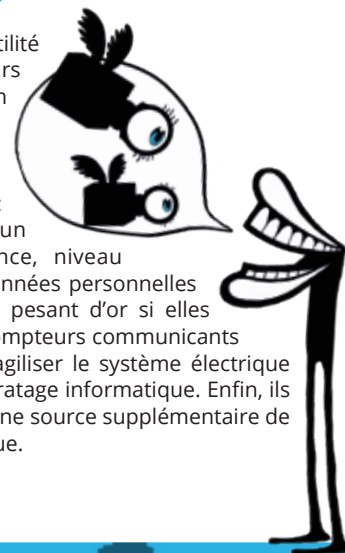 tilité
rs
n
un
nce, niveau
nnées personnelles
pesant d'or si elles
ompteurs communicants
agiliser le système électrique
ratage informatique. Enfin, ils
ne source supplémentaire de
ue.